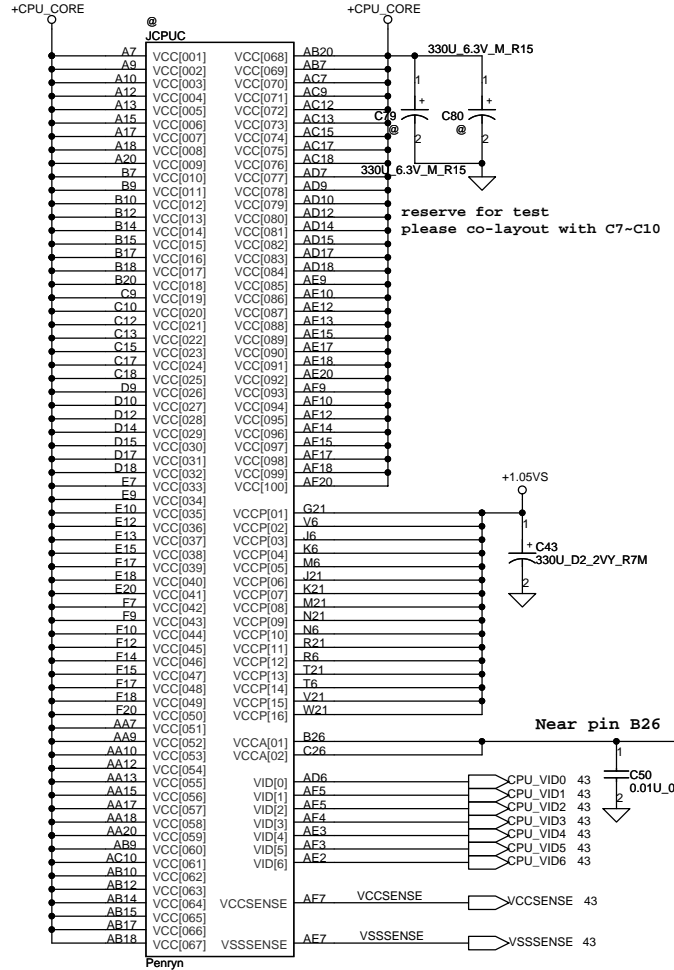 +CPU_CORE
+CPU_CORE
@
JCPUC
A7 VCC[001] VCC[068] AB20
A9 VCC[002] VCC[069] AB7
A10 VCC[003] VCC[070] AC7
A12 VCC[004] VCC[071] AC9
A13 VCC[005] VCC[072] AC12
A15 VCC[006] VCC[073] AC13
A17 VCC[007] VCC[074] AC15
A18 VCC[008] VCC[075] AC17
A20 VCC[009] VCC[076] AC18
B7 VCC[010] VCC[077] AD7
B9 VCC[011] VCC[078] AD9
B10 VCC[012] VCC[079] AD10
B12 VCC[013] VCC[080] AD12
B14 VCC[014] VCC[081] AD14
B15 VCC[015] VCC[082] AD15
B17 VCC[016] VCC[083] AD17
B18 VCC[017] VCC[084] AD18
B20 VCC[018] VCC[085] AE9
C9 VCC[019] VCC[086] AE10
C10 VCC[020] VCC[087] AE12
C12 VCC[021] VCC[088] AE13
C13 VCC[022] VCC[089] AE15
C15 VCC[023] VCC[090] AE17
C17 VCC[024] VCC[091] AE18
C18 VCC[025] VCC[092] AE20
D9 VCC[026] VCC[093] AF9
D10 VCC[027] VCC[094] AF10
D12 VCC[028] VCC[095] AF12
D14 VCC[029] VCC[096] AF14
D15 VCC[030] VCC[097] AF15
D17 VCC[031] VCC[098] AF17
D18 VCC[032] VCC[099] AF18
E7 VCC[033] VCC[100] AF20
E9 VCC[034]
E10 VCC[035] VCCP[01] G21
E12 VCC[036] VCCP[02] V6
E13 VCC[037] VCCP[03] J6
E15 VCC[038] VCCP[04] K6
E17 VCC[039] VCCP[05] M6
E18 VCC[040] VCCP[06] J21
E20 VCC[041] VCCP[07] K21
F7 VCC[042] VCCP[08] M21
F9 VCC[043] VCCP[09] N21
F10 VCC[044] VCCP[10] N6
F12 VCC[045] VCCP[11] R21
F14 VCC[046] VCCP[12] R6
F15 VCC[047] VCCP[13] T21
F17 VCC[048] VCCP[14] T6
F18 VCC[049] VCCP[15] V21
F20 VCC[050] VCCP[16] W21
AA7 VCC[051]
AA9 VCC[052] VCCA[01] B26
AA10 VCC[053] VCCA[02] C26
AA12 VCC[054]
AA13 VCC[055] VID[0] AD6 CPU_VID0 43
AA15 VCC[056] VID[1] AF5 CPU_VID1 43
AA17 VCC[057] VID[2] AE5 CPU_VID2 43
AA18 VCC[058] VID[3] AF4 CPU_VID3 43
AA20 VCC[059] VID[4] AE3 CPU_VID4 43
AB9 VCC[060] VID[5] AF3 CPU_VID5 43
AC10 VCC[061] VID[6] AE2 CPU_VID6 43
AB10 VCC[062]
AB12 VCC[063]
AB14 VCC[064] VCCSENSE AF7 VCCSENSE VCCSENSE 43
AB15 VCC[065]
AB17 VCC[066]
AB18 VCC[067] VSSSENSE AE7 VSSSENSE VSSSENSE 43
Penryn
330U_6.3V_M_R15
1
1
+
+
C79
C80
@
@
2
2
330U_6.3V_M_R15
reserve for test
please co-layout with C7~C10
+1.05VS
1
+ C43
330U_D2_2VY_R7M
2
Near pin B26
1
C50
0.01U_0
2